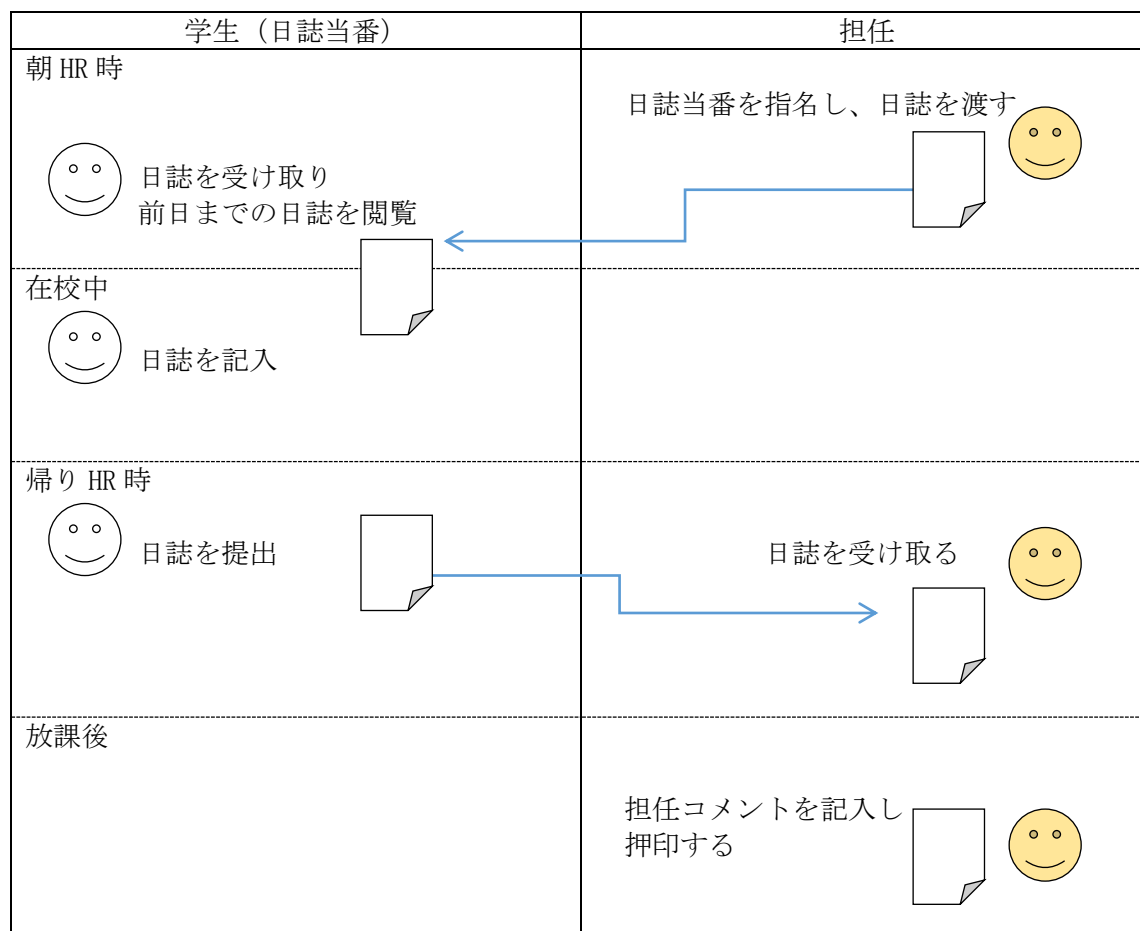 学生（日誌当番）
担任
朝 HR 時
日誌当番を指名し、日誌を渡す
日誌を受け取り
前日までの日誌を閲覧
在校中
日誌を記入
帰り HR 時
日誌を提出
日誌を受け取る
放課後
担任コメントを記入し
押印する